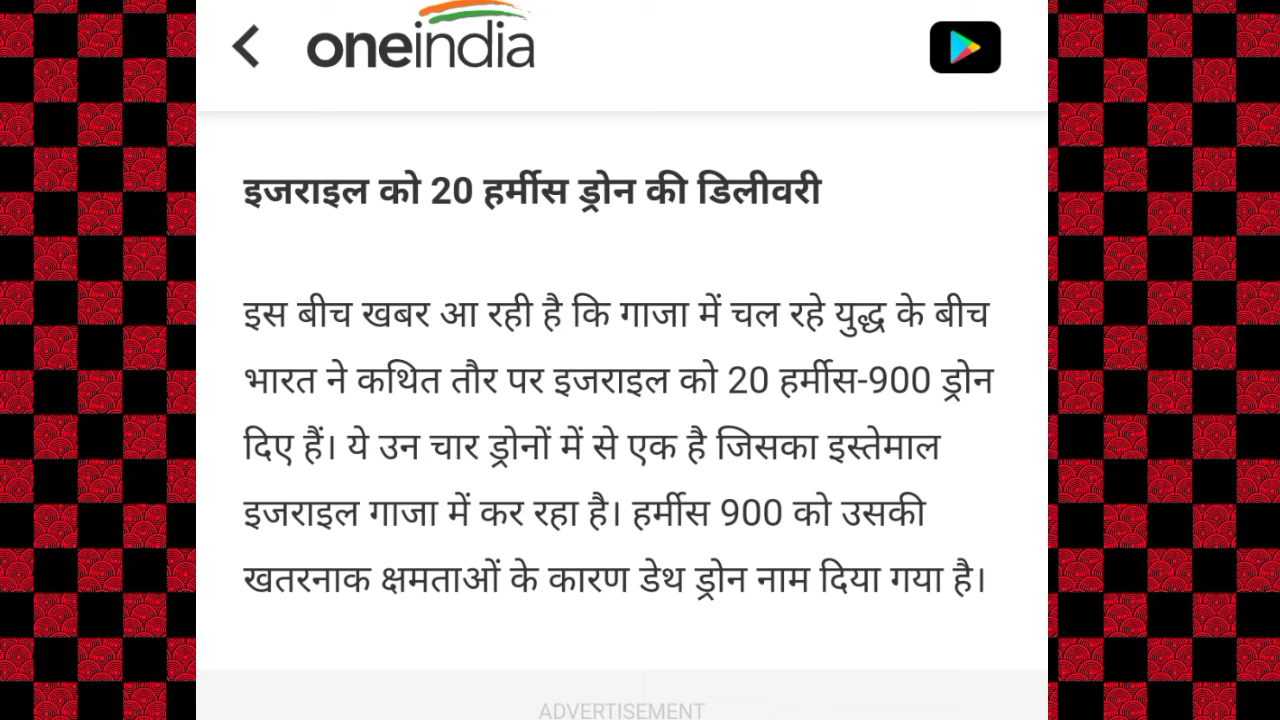 oneindia
इजराइल को 20 हर्मीस ड्रोन की डिलीवरी
इस बीच खबर आ रही है कि गाजा में चल रहे युद्ध के बीच
भारत ने कथित तौर पर इजराइल को 20 हर्मीस-900 ड्रोन
दिए हैं। ये उन चार ड्रोनों में से एक है जिसका इस्तेमाल
इजराइल गाजा में कर रहा है। हर्मीस 900 को उसकी
खतरनाक क्षमताओं के कारण डेथ ड्रोन नाम दिया गया है।
ADVERTISEMENT